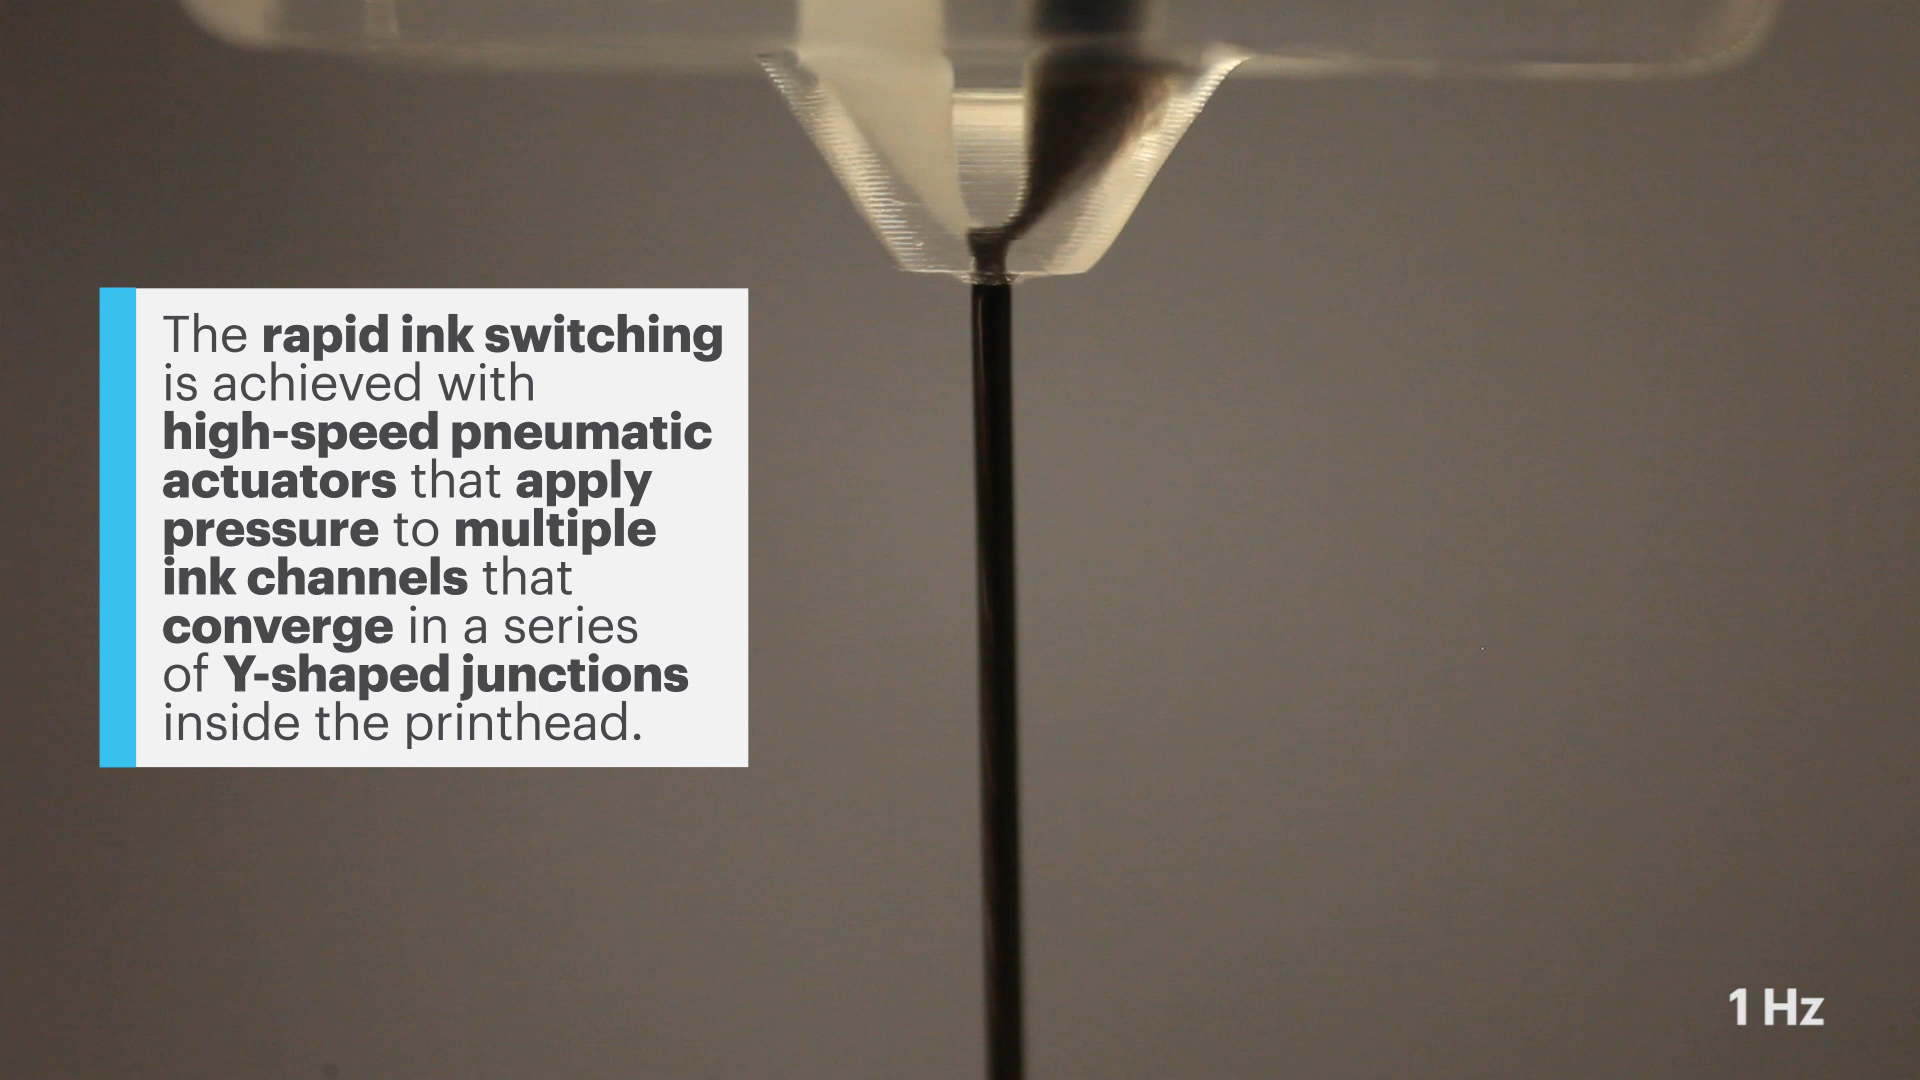 The rapid ink switching
is achieved with
high-speed pneumatic
actuators that apply
pressure to multiple
ink channels that
converge in a series
of Y-shaped junctions
inside the printhead.
1 Hz